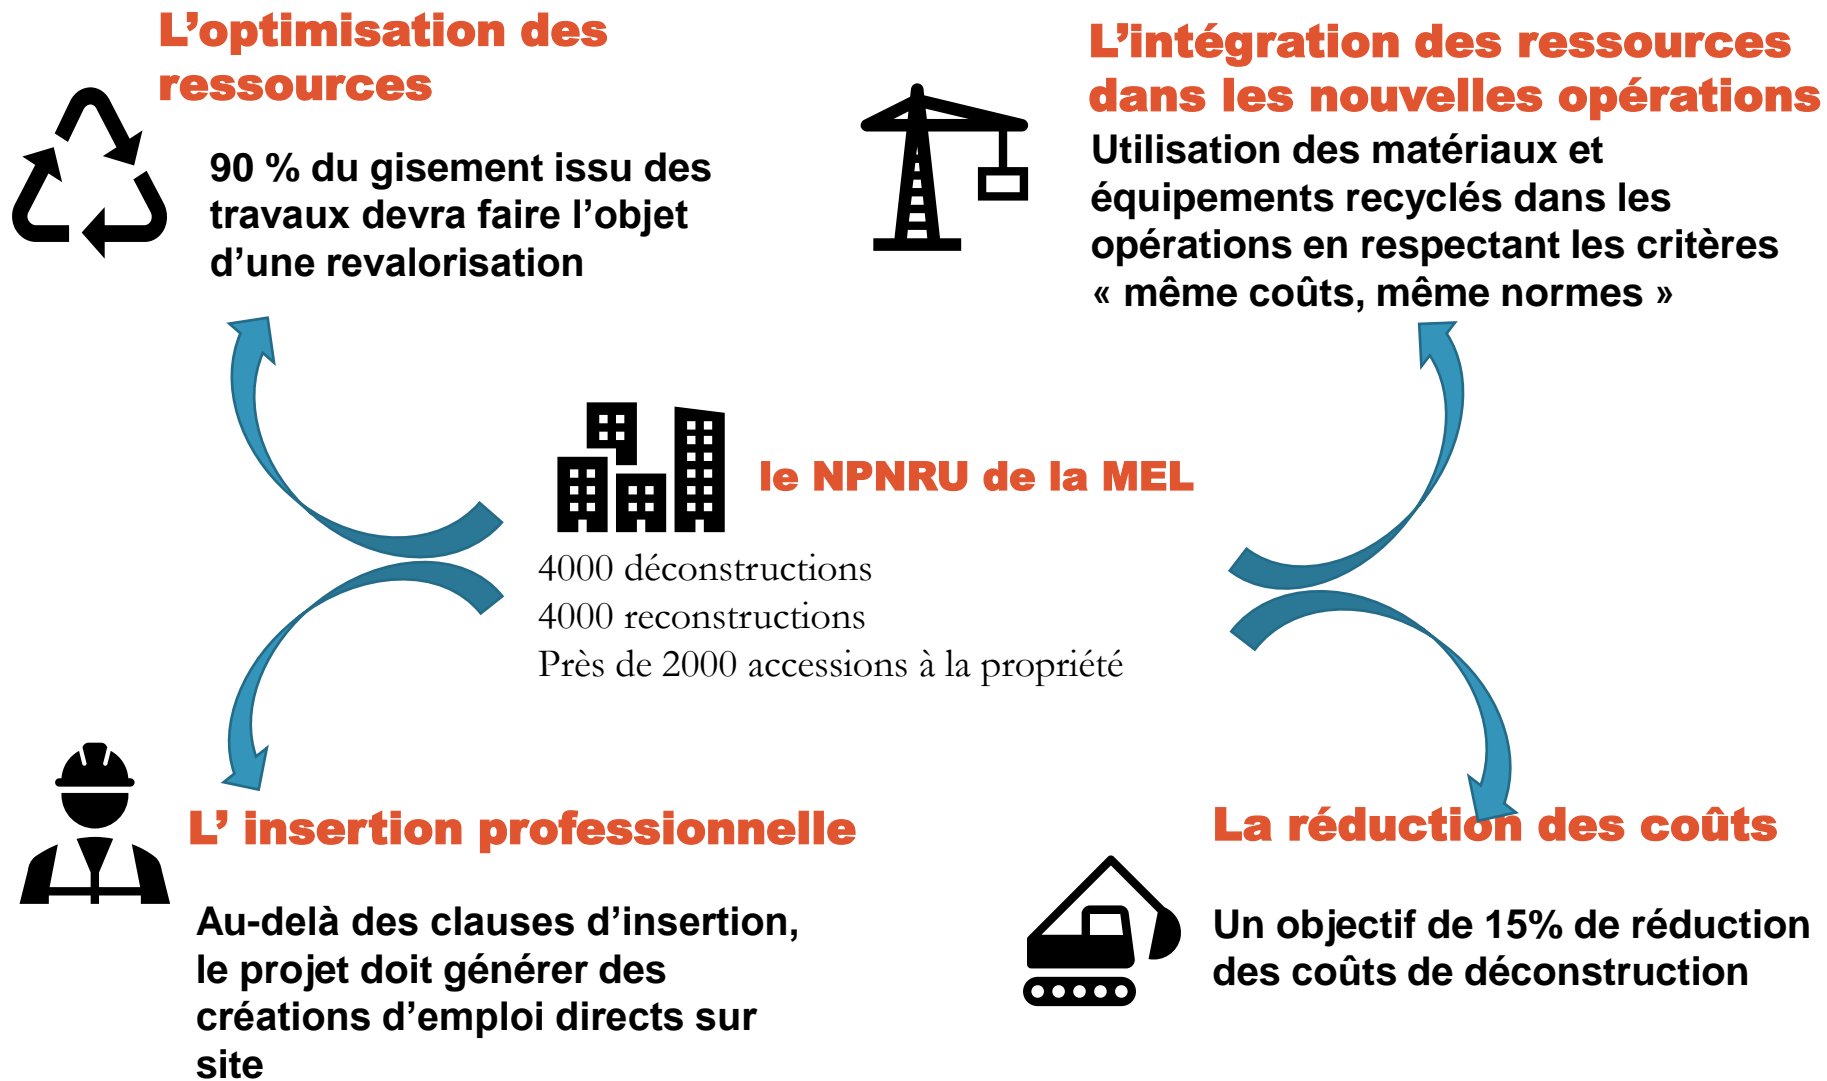 L’optimisation des
ressources
90 % du gisement issu des
travaux devra faire l’objet
d’une revalorisation
L’intégration des ressources
dans les nouvelles opérations
Utilisation des matériaux et
équipements recyclés dans les
opérations en respectant les critères
« même coûts, même normes »
le NPNRU de la MEL
4000 déconstructions
4000 reconstructions
Près de 2000 accessions à la propriété
L’ insertion professionnelle
Au-delà des clauses d’insertion,
le projet doit générer des
créations d’emploi directs sur
site
La réduction des coûts
Un objectif de 15% de réduction
des coûts de déconstruction